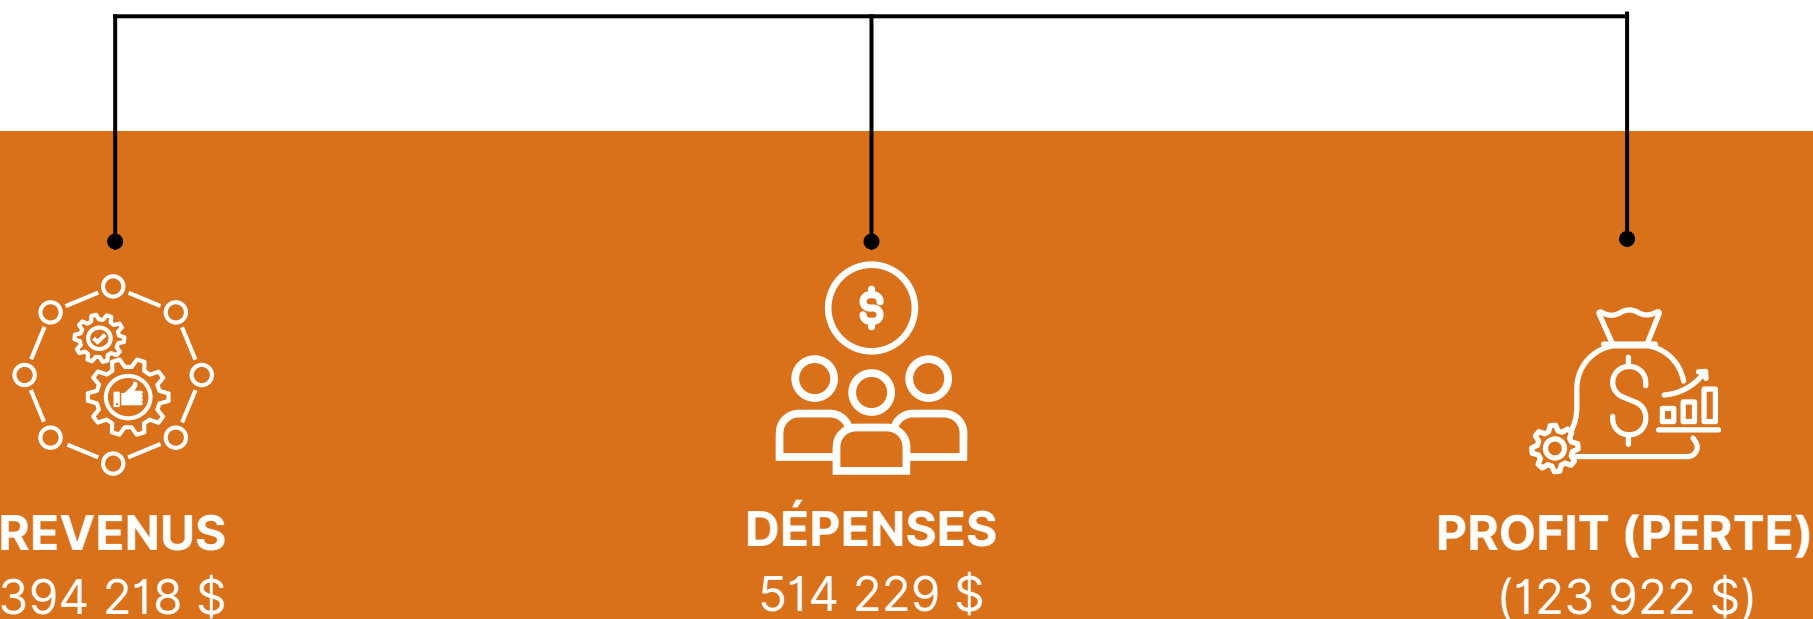 REVENUS
394 218 $
DÉPENSES
514 229 $
PROFIT (PERTE)
(123 922 $)